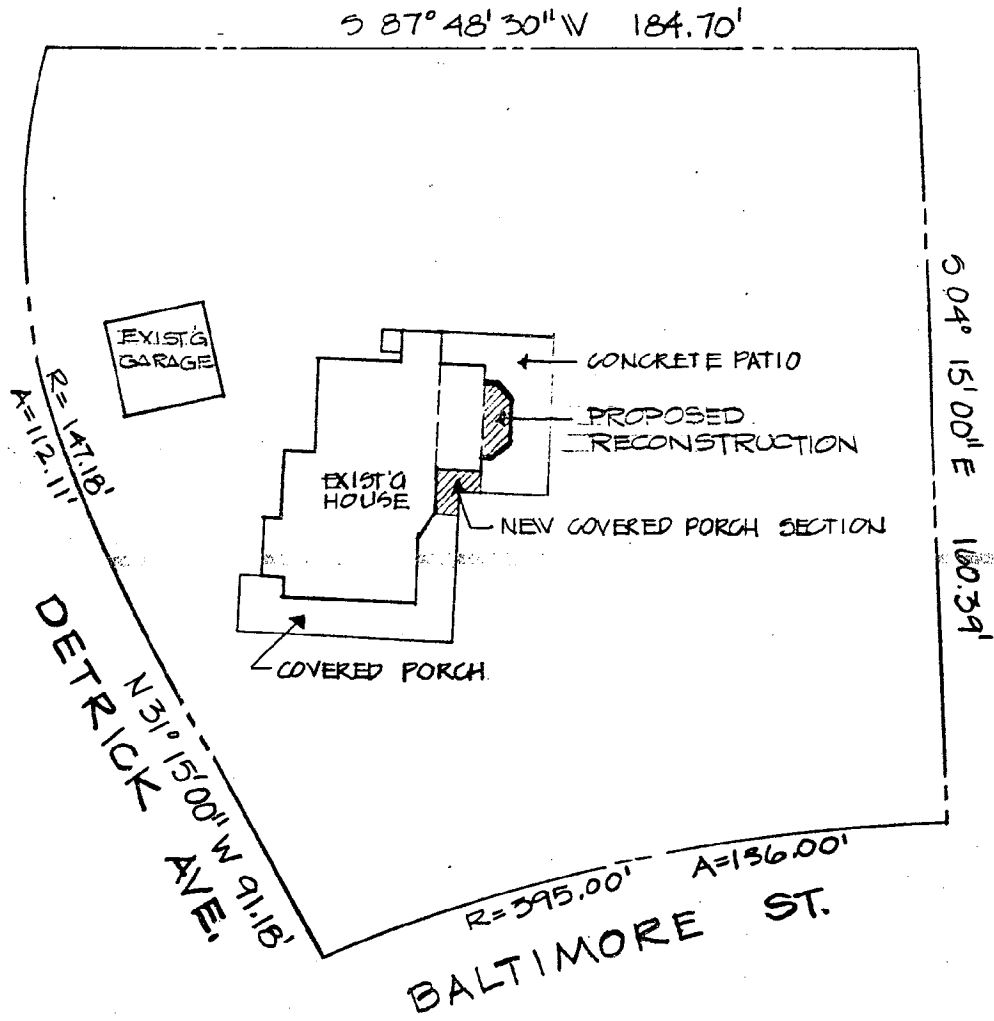 S 87° 48' 30" W 184.70'
EXIST'G
GARAGE
S 04° 15' 00" E 160.39'
CONCRETE PATIO
PROPOSED
RECONSTRUCTION
R=147.18'
A=112.11'
EXIST'G
HOUSE
NEW COVERED PORCH SECTION
COVERED PORCH
DETRICK AVE.
N 31° 15' 00" W 91.18'
R=395.00' A=136.00'
BALTIMORE ST.